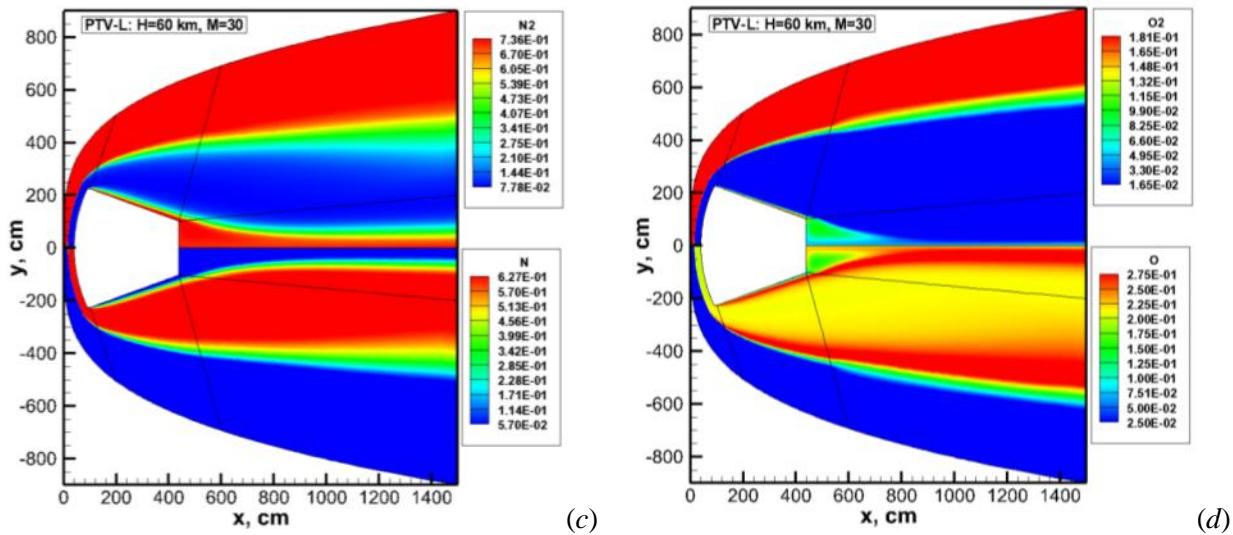 PTV-L: H=60 km, M=30
N2
7.36E-01
6.70E-01
6.05E-01
5.39E-01
4.73E-01
4.07E-01
3.41E-01
2.75E-01
2.10E-01
1.44E-01
7.78E-02
N
6.27E-01
5.70E-01
5.13E-01
4.56E-01
3.99E-01
3.42E-01
2.85E-01
2.28E-01
1.71E-01
1.14E-01
5.70E-02
y, cm
800
600
400
200
0
-200
-400
-600
-800
0 200 400 600 800 1000 1200 1400
x, cm
(c)
PTV-L: H=60 km, M=30
O2
1.81E-01
1.65E-01
1.48E-01
1.32E-01
1.15E-01
9.90E-02
8.25E-02
6.60E-02
4.95E-02
3.30E-02
1.65E-02
O
2.75E-01
2.50E-01
2.25E-01
2.00E-01
1.75E-01
1.50E-01
1.25E-01
1.00E-01
7.51E-02
5.00E-02
2.50E-02
y, cm
800
600
400
200
0
-200
-400
-600
-800
0 200 400 600 800 1000 1200 1400
x, cm
(d)